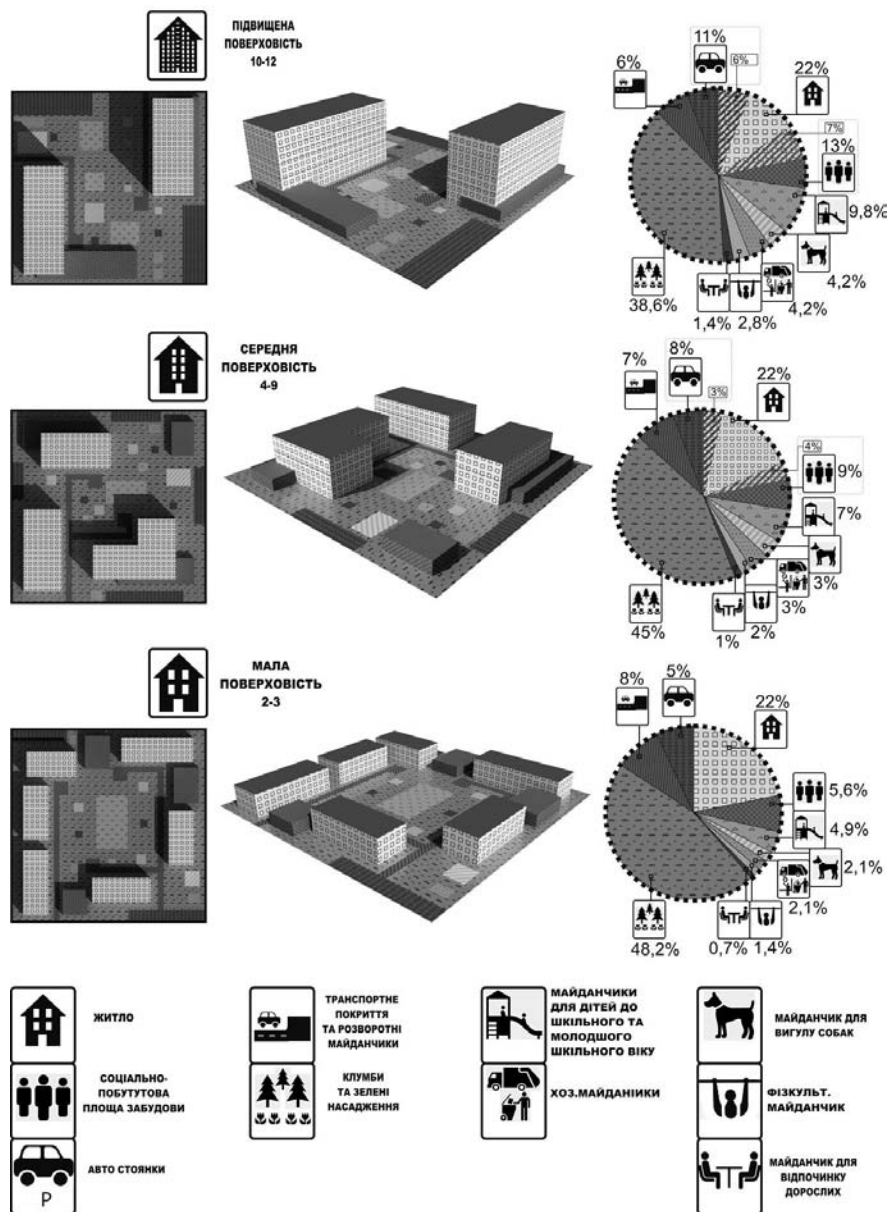 ПІДВИЩЕНА
ПОВЕРХОВІСТЬ
10-12
6%
11%
6%
22%
7%
13%
9,8%
4,2%
4,2%
2,8%
1,4%
38,6%
СЕРЕДНЯ
ПОВЕРХОВІСТЬ
4-9
7%
8%
3%
22%
4%
9%
7%
3%
3%
2%
1%
45%
МАЛА
ПОВЕРХОВІСТЬ
2-3
8%
5%
22%
5,6%
4,9%
2,1%
2,1%
1,4%
0,7%
48,2%
ЖИТЛО
ТРАНСПОРТНЕ
ПОКРИТТЯ
ТА РОЗВОРОТНІ
МАЙДАНЧИКИ
МАЙДАНЧИКИ
ДЛЯ ДІТЕЙ ДО
ШКІЛЬНОГО ТА
МОЛОДШОГО
ШКІЛЬНОГО ВІКУ
МАЙДАНЧИК ДЛЯ
ВИГУЛУ СОБАК
СОЦІАЛЬНО-
ПОБУТУТОВА
ПЛОЩА ЗАБУДОВИ
КЛУМБИ
ТА ЗЕЛЕНІ
НАСАДЖЕННЯ
ХОЗ.МАЙДАНІИКИ
ФІЗКУЛЬТ.
МАЙДАНЧИК
P
АВТО СТОЯНКИ
МАЙДАНЧИК ДЛЯ
ВІДПОЧИНКУ
ДОРОСЛИХ